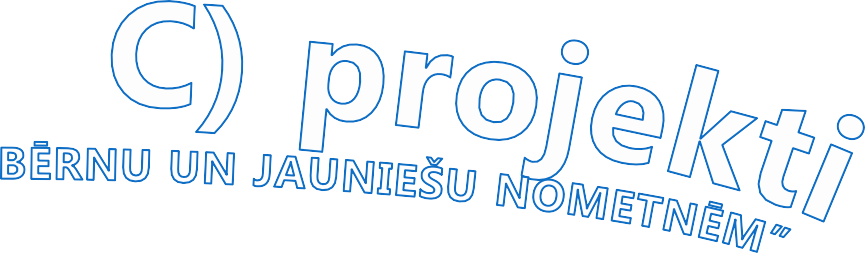 C) projekti
BĒRNU UN JAUNIEŠU NOMETNĒM”